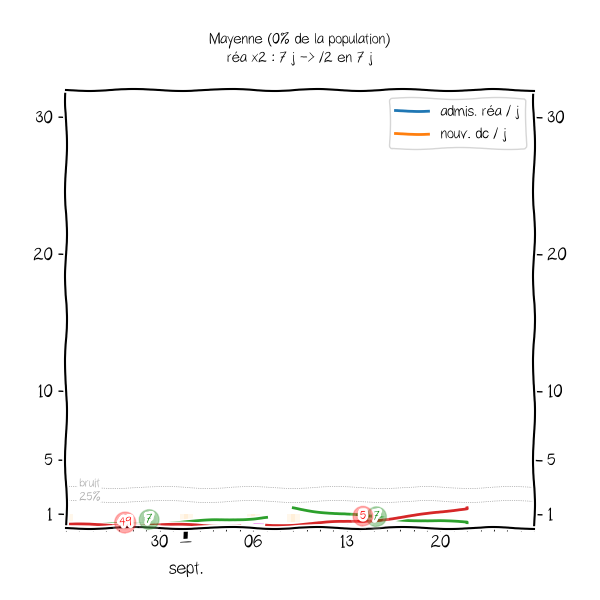 Mayenne (0% de la population)
réa x2 : 7 j -> /2 en 7 j
admis. réa / j
nouv. dc / j
30 30
20 20
10 10
5 5
bruit
25%
1 1
49 7 5 7
30 1 06 13 20
sept.